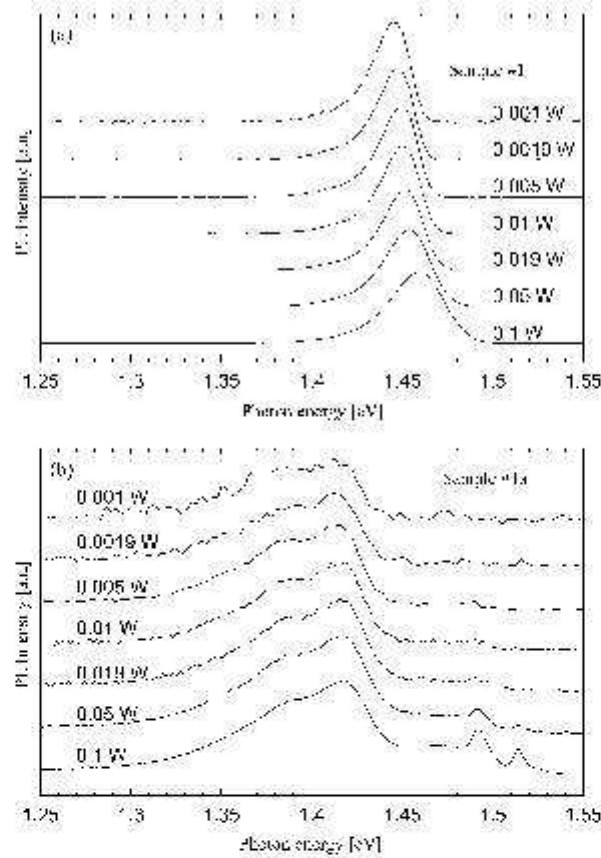 (a)
Sample #1
0.001 W
0.0019 W
0.005 W
0.01 W
0.019 W
0.05 W
0.1 W
PL Intensity [a.u.]
1.25 1.3 1.35 1.4 1.45 1.5 1.55
Photon energy [eV]
(b)
Sample #1a
0.001 W
0.0019 W
0.005 W
0.01 W
0.019 W
0.05 W
0.1 W
PL Intensity [a.u.]
1.25 1.3 1.35 1.4 1.45 1.5 1.55
Photon energy [eV]